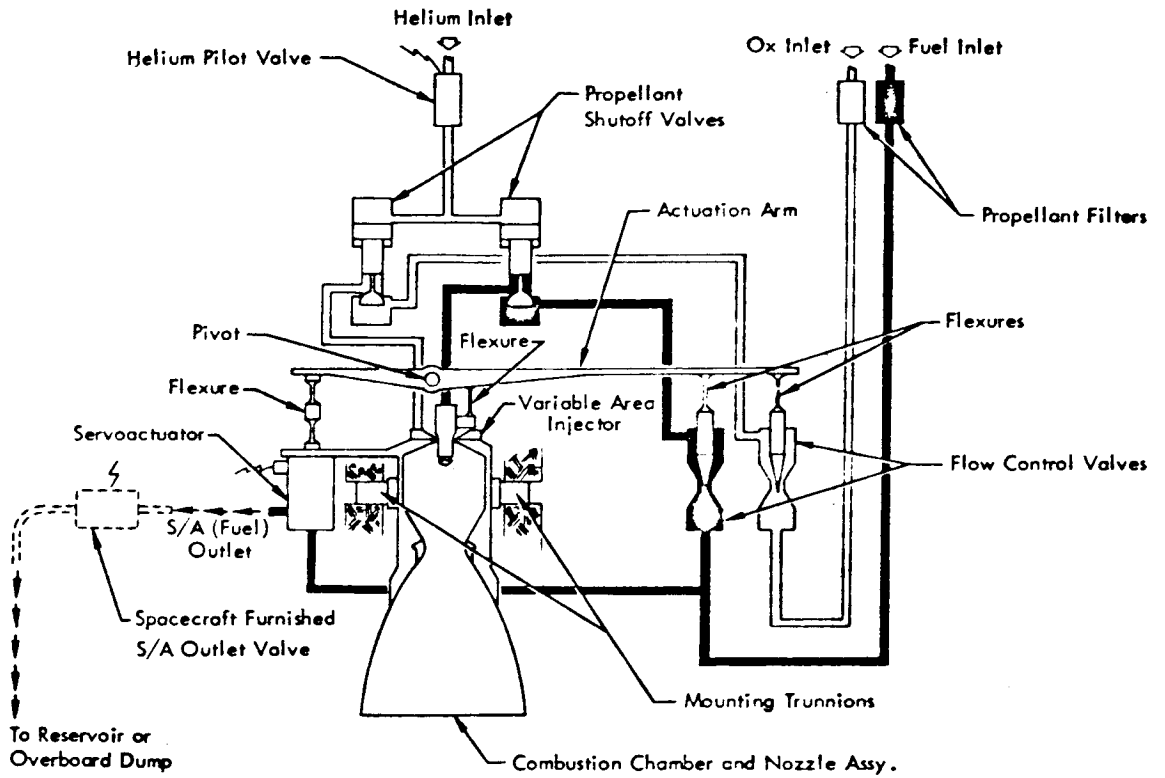 Helium Inlet
Helium Pilot Valve
Ox Inlet
Fuel Inlet
Propellant
Shutoff Valves
Actuation Arm
Propellant Filters
Pivot
Flexure
Flexures
Flexure
Variable Area
Injector
Servoactuator
Flow Control Valves
S/A (Fuel)
Outlet
Spacecraft Furnished
S/A Outlet Valve
Mounting Trunnions
To Reservoir or
Overboard Dump
Combustion Chamber and Nozzle Assy.